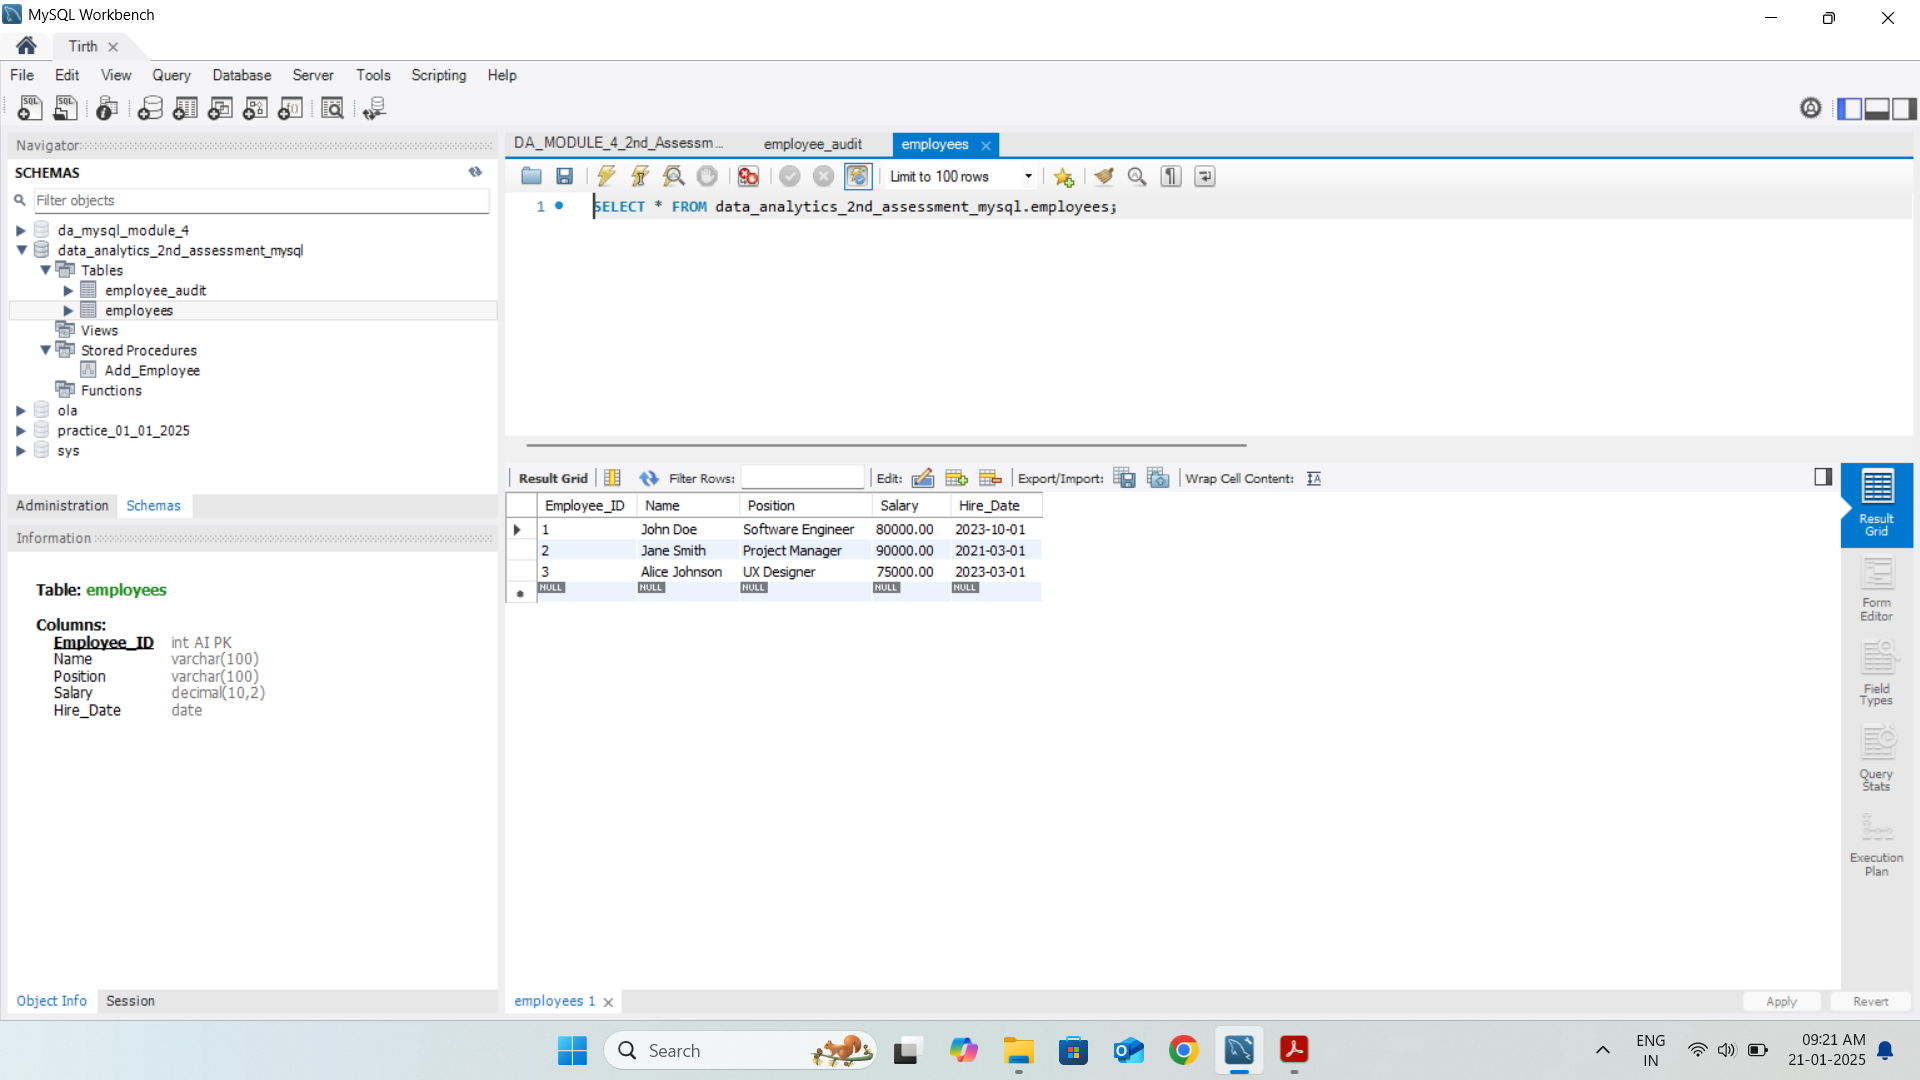 MySQL Workbench
Tirth
File Edit View Query Database Server Tools Scripting Help
Navigator
SCHEMAS
Filter objects
da_mysql_module_4
data_analytics_2nd_assessment_mysql
Tables
employee_audit
employees
Views
Stored Procedures
Add_Employee
Functions
ola
practice_01_01_2025
sys
Administration Schemas
Information
Table: employees
Columns:
Employee_ID int AI PK
Name varchar(100)
Position varchar(100)
Salary decimal(10,2)
Hire_Date date
Object Info Session
DA_MODULE_4_2nd_Assessm... employee_audit employees
Limit to 100 rows
1 SELECT * FROM data_analytics_2nd_assessment_mysql.employees;
Result Grid Filter Rows: Edit: Export/Import: Wrap Cell Content:
Employee_ID Name Position Salary Hire_Date
1 John Doe Software Engineer 80000.00 2023-10-01
2 Jane Smith Project Manager 90000.00 2021-03-01
3 Alice Johnson UX Designer 75000.00 2023-03-01
NULL NULL NULL NULL NULL
Result
Grid
Form
Editor
Field
Types
Query
Stats
Execution
Plan
employees 1
Apply Revert
Search
ENG
IN
09:21 AM
21-01-2025